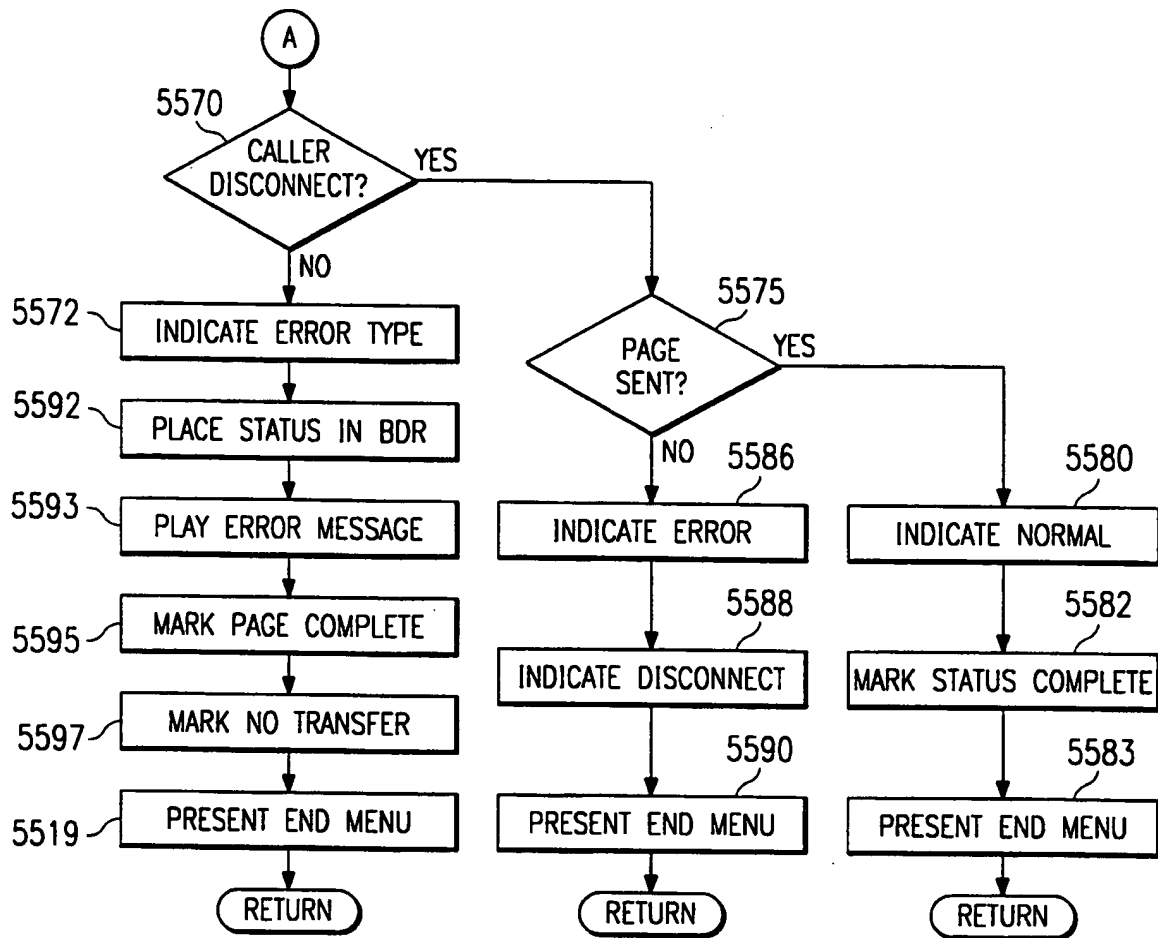 A
5570
CALLER
DISCONNECT?
YES
NO
5572
INDICATE ERROR TYPE
5592
PLACE STATUS IN BDR
5593
PLAY ERROR MESSAGE
5595
MARK PAGE COMPLETE
5597
MARK NO TRANSFER
5519
PRESENT END MENU
RETURN
5575
PAGE
SENT?
YES
NO
5586
INDICATE ERROR
5588
INDICATE DISCONNECT
5590
PRESENT END MENU
RETURN
5580
INDICATE NORMAL
5582
MARK STATUS COMPLETE
5583
PRESENT END MENU
RETURN